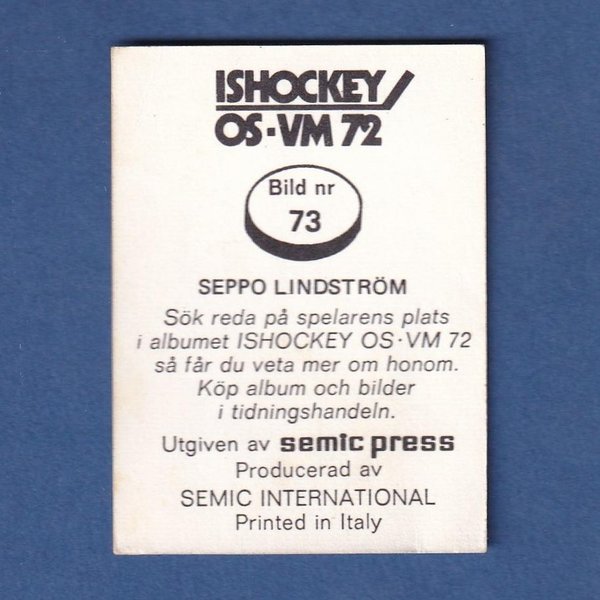 ISHOCKEY
OS·VM 72
Bild nr
73
SEPPO LINDSTRÖM
Sök reda på spelarens plats
i albumet ISHOCKEY OS·VM 72
så får du veta mer om honom.
Köp album och bilder
i tidningshandeln.
Utgiven av semic press
Producerad av
SEMIC INTERNATIONAL
Printed in Italy